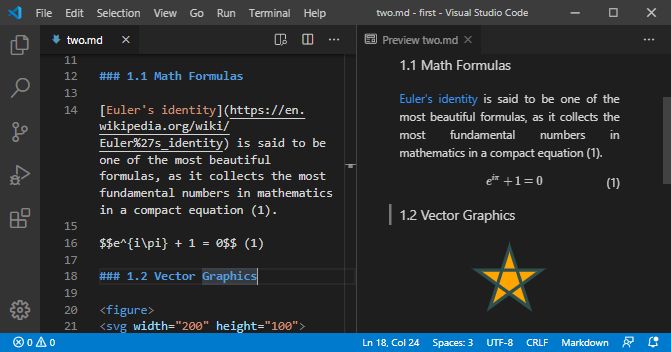 File Edit Selection View Go Run Terminal Help two.md - first - Visual Studio Code
two.md
Preview two.md
11
12 ### 1.1 Math Formulas
13
14 [Euler's identity](https://en.
wikipedia.org/wiki/
Euler%27s_identity) is said to be
one of the most beautiful
formulas, as it collects the most
fundamental numbers in mathematics
in a compact equation (1).
15
16 $$e^{i\pi} + 1 = 0$$ (1)
17
18 ### 1.2 Vector Graphics
19
20 <figure>
21 <svg width="200" height="100">
1.1 Math Formulas
Euler's identity is said to be one of the
most beautiful formulas, as it collects the
most fundamental numbers in
mathematics in a compact equation (1).
e^{iπ} + 1 = 0 (1)
1.2 Vector Graphics
0 0 Ln 18, Col 24 Spaces: 3 UTF-8 CRLF Markdown